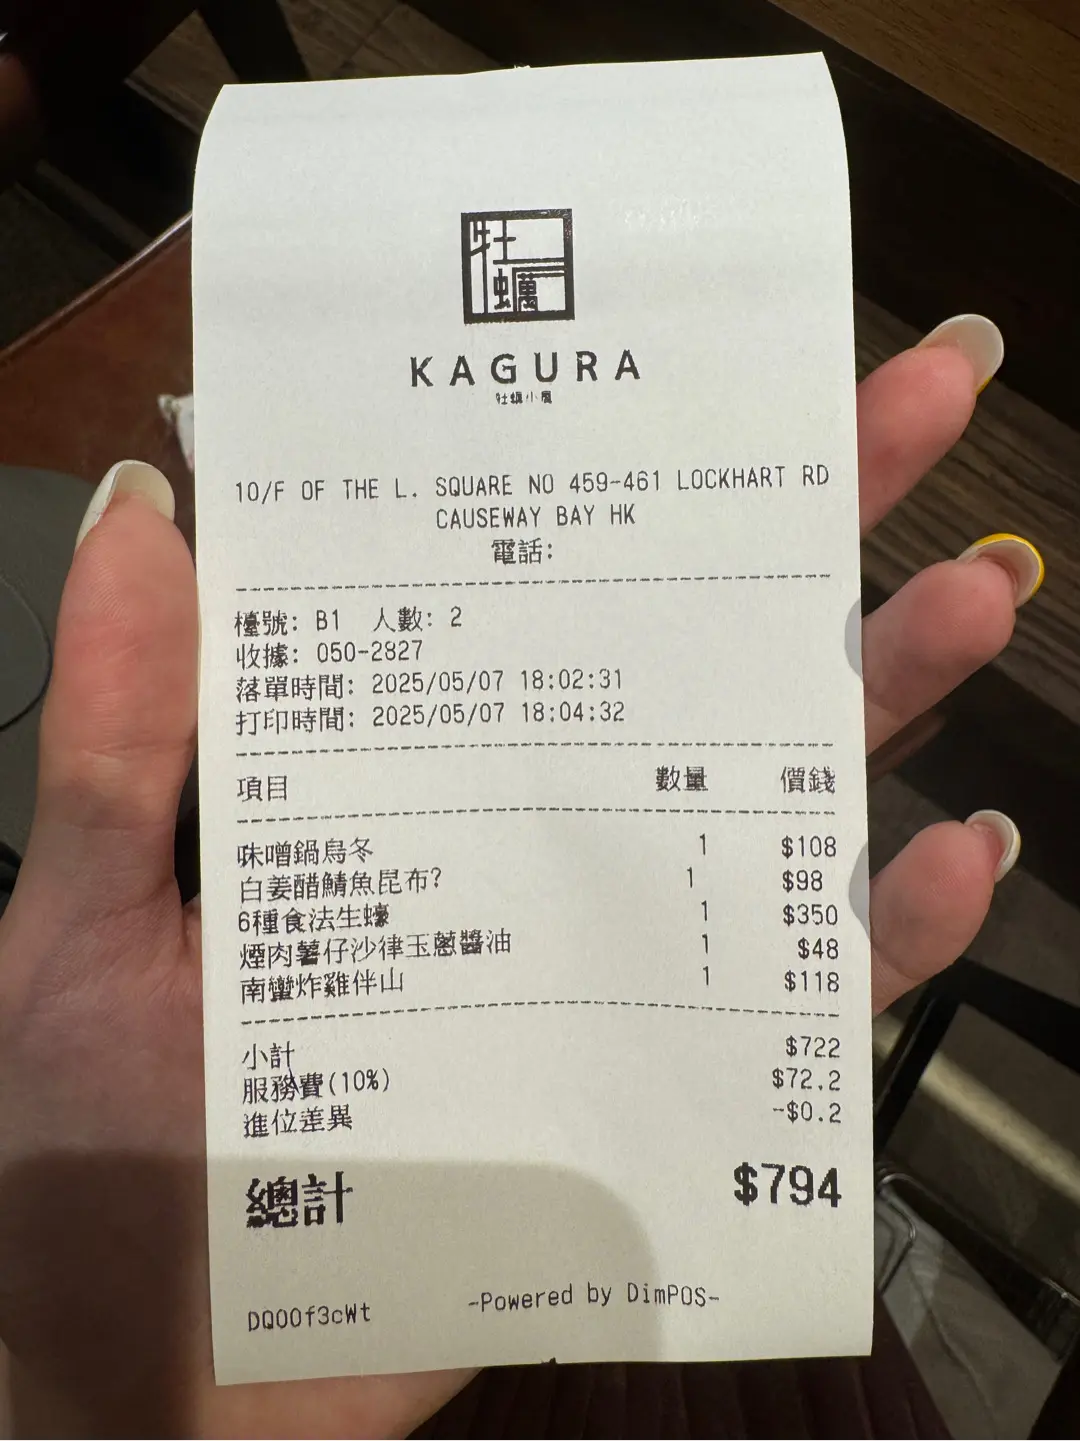 牡蠣
KAGURA
牡蠣小屋
10/F OF THE L. SQUARE NO 459-461 LOCKHART RD
CAUSEWAY BAY HK
電話:
檯號: B1 人數: 2
收據: 050-2827
落單時間: 2025/05/07 18:02:31
打印時間: 2025/05/07 18:04:32
項目 數量 價錢
味噌鍋烏冬 1 $108
白姜醋鯖魚昆布? 1 $98
6種食法生蠔 1 $350
煙肉薯仔沙律玉蔥醬油 1 $48
南蠻炸雞伴山 1 $118
小計 $722
服務費(10%) $72.2
進位差異 -$0.2
總計 $794
DQ00f3cWt -Powered by DimPOS-